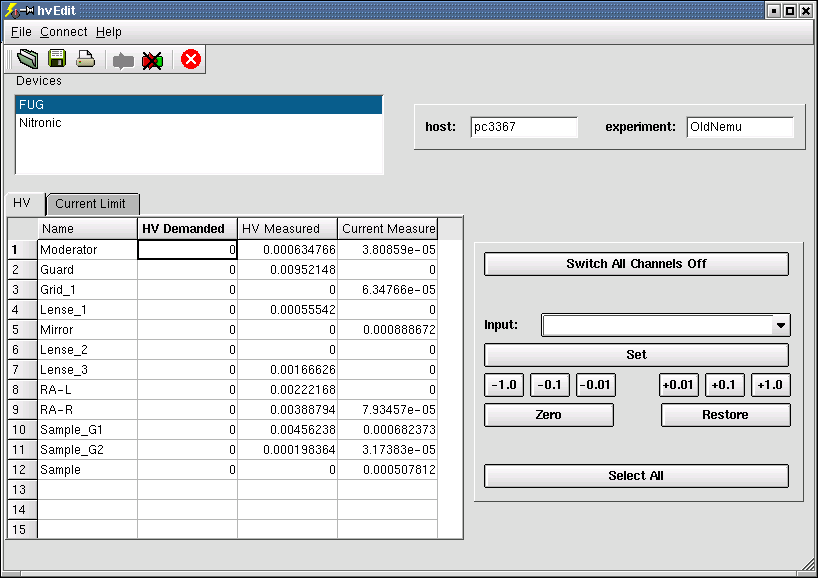 hvEdit
File Connect Help
Devices
FUG
Nitronic
host: pc3367 experiment: OldNemu
HV Current Limit
Name HV Demanded HV Measured Current Measure
1 Moderator 0 0.000634766 3.80859e-05
2 Guard 0 0.00952148 0
3 Grid_1 0 0 6.34766e-05
4 Lense_1 0 0.00055542 0
5 Mirror 0 0 0.000888672
6 Lense_2 0 0 0
7 Lense_3 0 0.00166626 0
8 RA-L 0 0.00222168 0
9 RA-R 0 0.00388794 7.93457e-05
10 Sample_G1 0 0.00456238 0.000682373
11 Sample_G2 0 0.000198364 3.17383e-05
12 Sample 0 0 0.000507812
13
14
15
Switch All Channels Off
Input:
Set
-1.0 -0.1 -0.01 +0.01 +0.1 +1.0
Zero Restore
Select All